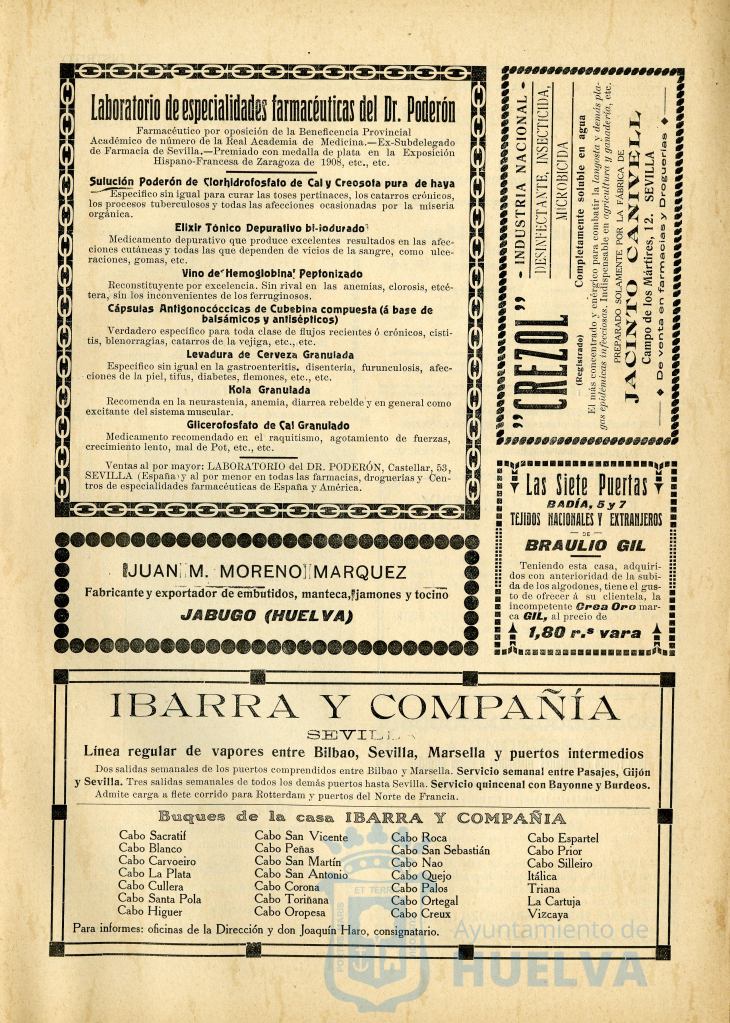 Laboratorio de especialidades farmacéuticas del Dr. Poderón
Farmacéutico por oposición de la Beneficencia Provincial
Académico de número de la Real Academia de Medicina.—Ex-Subdelegado
de Farmacia de Sevilla.—Premiado con medalla de plata en la Exposición
Hispano-Francesa de Zaragoza de 1908, etc., etc.
Sulución Poderón de Clorhidrofosfato de Cal y Creosota pura de haya
Específico sin igual para curar las toses pertinaces, los catarros crónicos,
los procesos tuberculosos y todas las afecciones ocasionadas por la miseria
orgánica.
Elixir Tónico Depurativo bi-iodurado
Medicamento depurativo que produce excelentes resultados en las afec-
ciones cutáneas y todas las que dependen de vicios de la sangre, como ulce-
raciones, gomas, etc.
Vino de Hemoglobina Peptonizado
Reconstituyente por excelencia. Sin rival en las anemias, clorosis, etcé-
tera, sin los inconvenientes de los ferruginosos.
Cápsulas Antigonocóccicas de Cubebina compuesta (á base de
balsámicos y antisépticos)
Verdadero específico para toda clase de flujos recientes ó crónicos, cisti-
tis, blenorragias, catarros de la vejiga, etc., etc.
Levadura de Cerveza Granulada
Específico sin igual en la gastroenteritis, disentería, furunculosis, afec-
ciones de la piel, tifus, diabetes, flemones, etc., etc.
Kola Granulada
Recomenda en la neurastenia, anemia, diarrea rebelde y en general como
excitante del sistema muscular.
Glicerofosfato de Cal Granulado
Medicamento recomendado en el raquitismo, agotamiento de fuerzas,
crecimiento lento, mal de Pot, etc., etc.
Ventas al por mayor: LABORATORIO del DR. PODERÓN, Castellar, 53,
SEVILLA (España) y al por menor en todas las farmacias, droguerías y Cen-
tros de especialidades farmacéuticas de España y América.
„CREZOL"
(Registrado)
- INDUSTRIA NACIONAL -
DESINFECTANTE, INSECTICIDA,
MICROBICIDA
Completamente soluble en agua
El más concentrado y enérgico para combatir la langosta y demás pla-
gas epidémicas infecciosas. Indispensable en agricultura y ganadería, etc.
PREPARADO SOLAMENTE POR LA FÁBRICA DE
JACINTO CANIVELL
Campo de los Mártires, 12. SEVILLA
De venta en farmacias y Droguerías
Las Siete Puertas
BADÍA, 5 y 7
TEJIDOS NACIONALES Y EXTRANJEROS
DE
BRAULIO GIL
Teniendo esta casa, adquiri-
dos con anterioridad de la subi-
da de los algodones, tiene el gus-
to de ofrecer á su clientela, la
incompetente Crea Oro mar-
ca GIL, al precio de
1,80 r.s vara
JUAN M. MORENO MARQUEZ
Fabricante y exportador de embutidos, manteca, jamones y tocino
JABUGO (HUELVA)
IBARRA Y COMPAÑÍA
SEVILLA
Línea regular de vapores entre Bilbao, Sevilla, Marsella y puertos intermedios
Dos salidas semanales de los puertos comprendidos entre Bilbao y Marsella. Servicio semanal entre Pasajes, Gijón
y Sevilla. Tres salidas semanales de todos los demás puertos hasta Sevilla. Servicio quincenal con Bayonne y Burdeos.
Admite carga a flete corrido para Rotterdam y puertos del Norte de Francia.
Buques de la casa IBARRA Y COMPAÑIA
Cabo Sacratif
Cabo Blanco
Cabo Carvoeiro
Cabo La Plata
Cabo Cullera
Cabo Santa Pola
Cabo Higuer
Cabo San Vicente
Cabo Peñas
Cabo San Martín
Cabo San Antonio
Cabo Corona
Cabo Toriñana
Cabo Oropesa
Cabo Roca
Cabo San Sebastián
Cabo Nao
Cabo Quejo
Cabo Palos
Cabo Ortegal
Cabo Creux
Cabo Espartel
Cabo Prior
Cabo Silleiro
Itálica
Triana
La Cartuja
Vizcaya
Para informes: oficinas de la Dirección y don Joaquín Haro, consignatario.
Ayuntamiento de
HUELVA